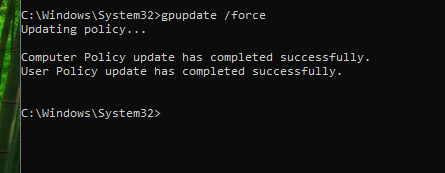 C:\Windows\System32>gpupdate /force
Updating policy...
Computer Policy update has completed successfully.
User Policy update has completed successfully.
C:\Windows\System32>